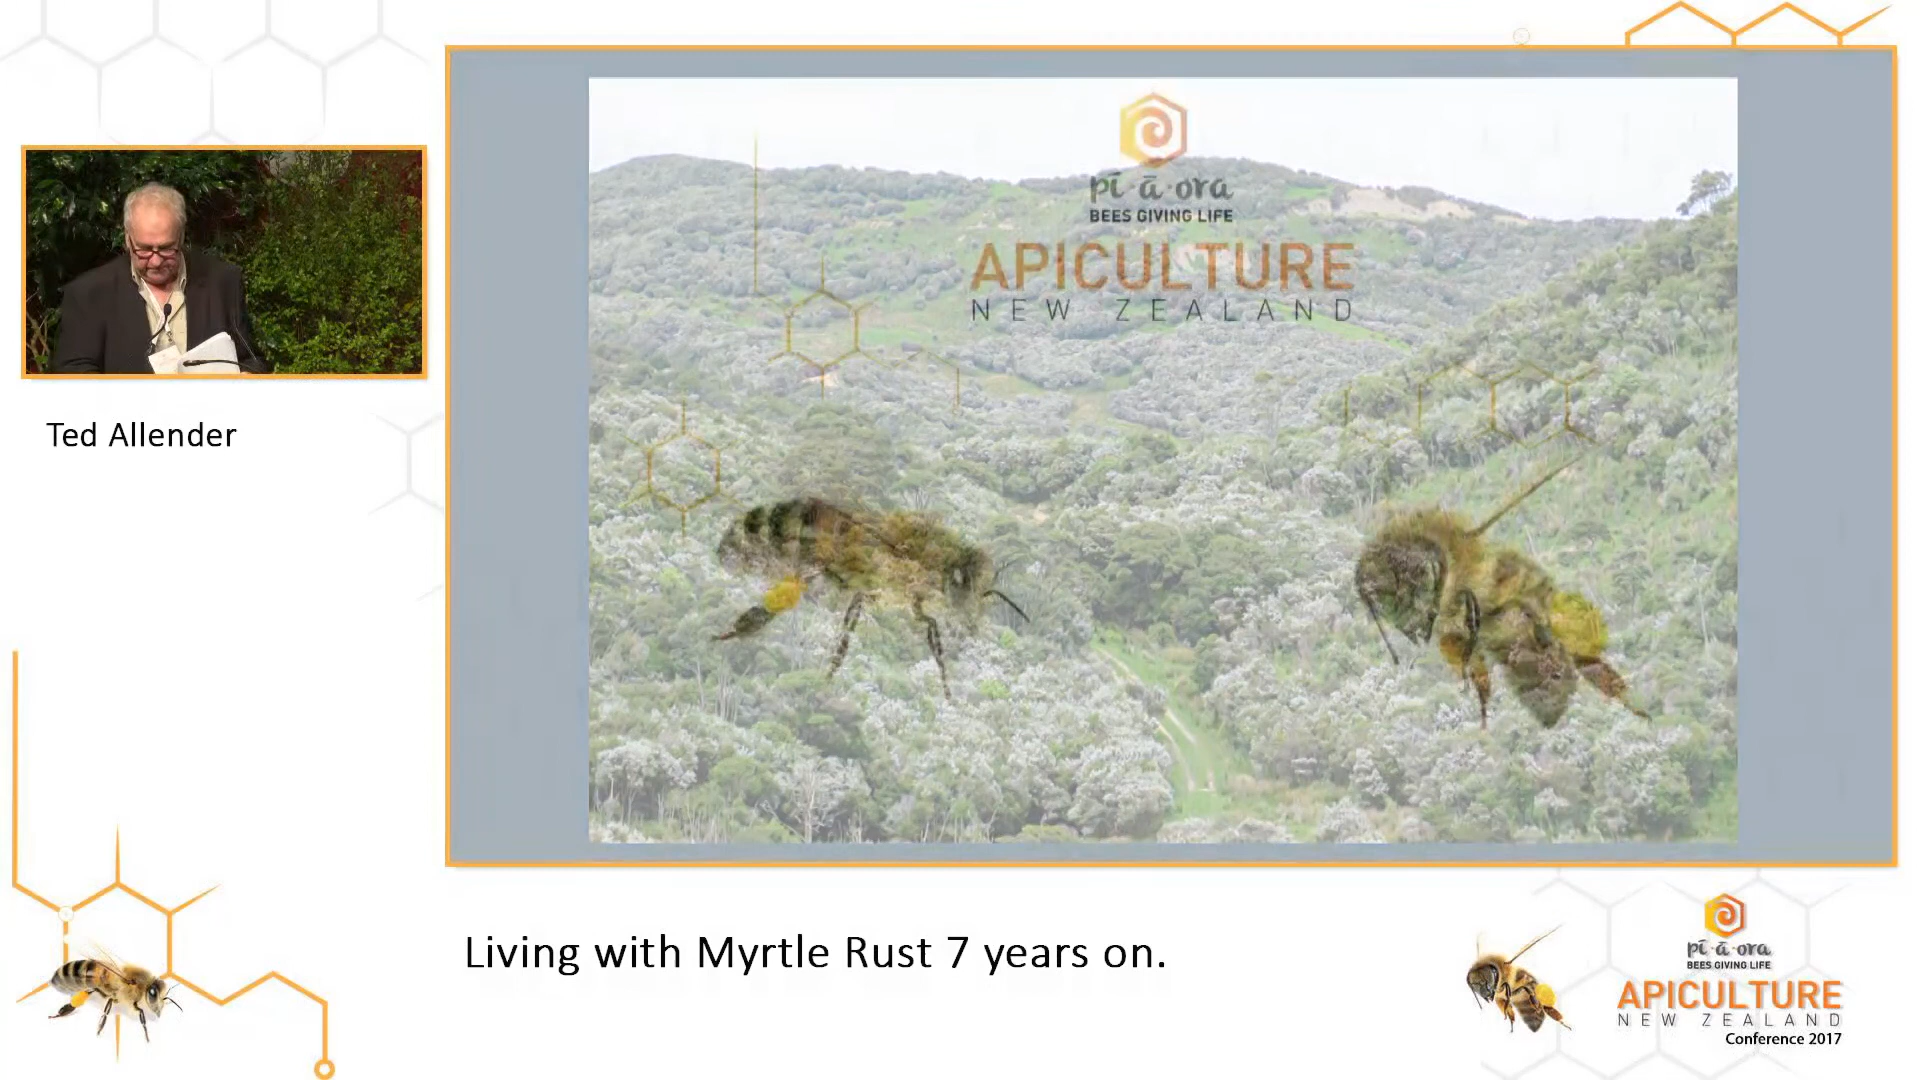 pī-ā-ora
BEES GIVING LIFE
APICULTURE
NEW ZEALAND
Ted Allender
Living with Myrtle Rust 7 years on.
pī-ā-ora
BEES GIVING LIFE
APICULTURE
NEW ZEALAND
Conference 2017